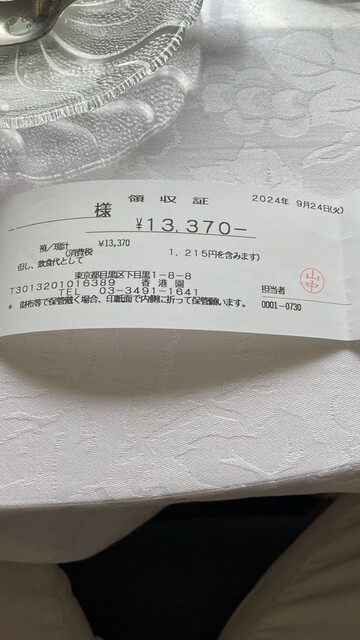 領収証 2024年 9月24日(火)
様
¥13,370-
預/現計 ¥13,370
(消費税 1,215円を含みます)
但し、飲食代として
東京都目黒区下目黒1-8-8
T3013201016389 香港園
TEL 03-3491-1641
担当者
山中
0001-0730
* 財布等で保管戴く場合、印紙面で内側に折って保管願います。